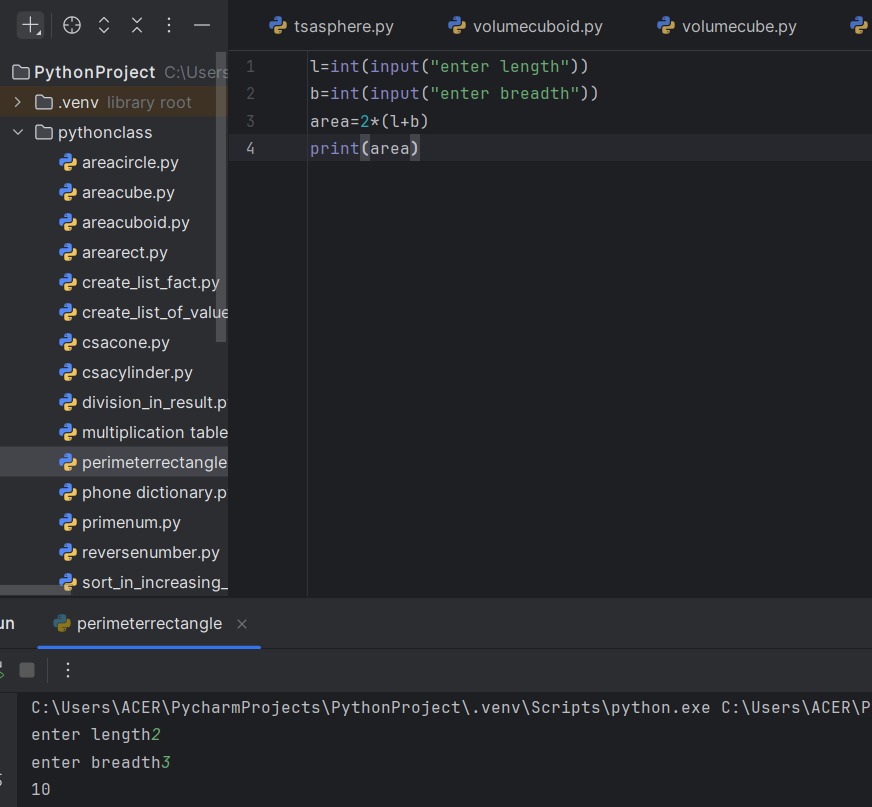 tsasphere.py volumecuboid.py volumecube.py
PythonProject C:\Users
.venv library root
pythonclass
areacircle.py
areacube.py
areacuboid.py
arearect.py
create_list_fact.py
create_list_of_value
csacone.py
csacylinder.py
division_in_result.p
multiplication table
perimeterrectangle
phone dictionary.p
primenum.py
reversenumber.py
sort_in_increasing_
1 l=int(input("enter length"))
2 b=int(input("enter breadth"))
3 area=2*(l+b)
4 print(area)
un perimeterrectangle
C:\Users\ACER\PycharmProjects\PythonProject\.venv\Scripts\python.exe C:\Users\ACER\P
enter length2
enter breadth3
10